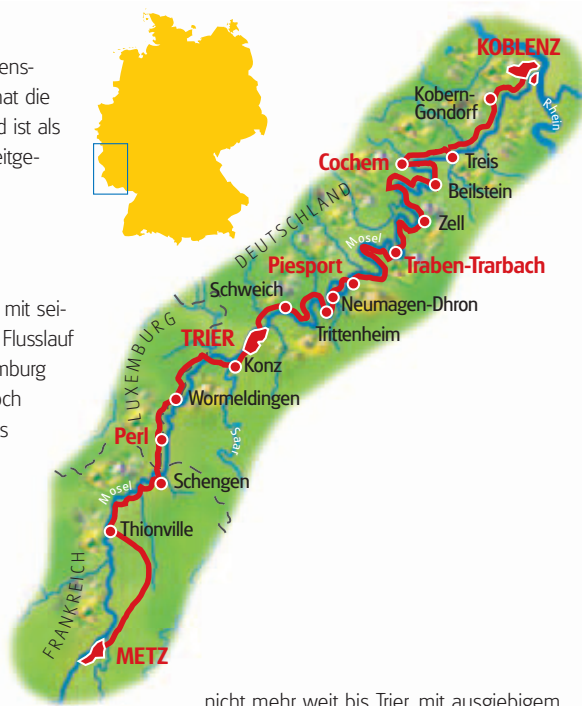 ens-
nat die
d ist als
eitge-
mit sei-
Flusslauf
mburg
och
s
KOBLENZ
Kobern-
Gondorf
Rhein
Cochem
Treis
Beilstein
DEUTSCHLAND
Zell
Mosel
Piesport
Traben-Trarbach
Schweich
Neumagen-Dhron
LUXEMBURG
TRIER
Trittenheim
Konz
Wormeldingen
Saar
Perl
Mosel
Schengen
Thionville
FRANKREICH
METZ
nicht mehr weit bis Trier, mit ausgiebigem